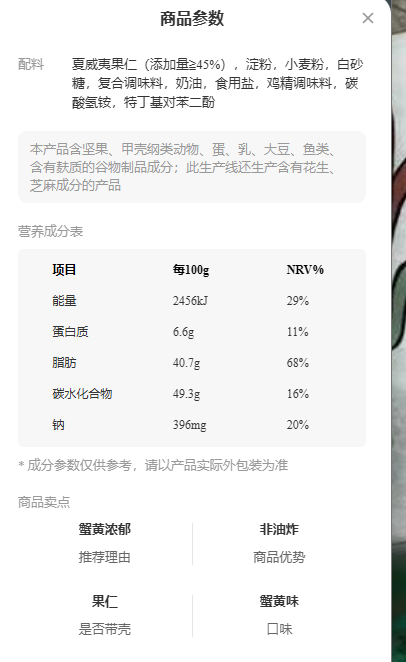 商品参数
配料 夏威夷果仁（添加量≧45%），淀粉，小麦粉，白砂
糖，复合调味料，奶油，食用盐，鸡精调味料，碳
酸氢铵，特丁基对苯二酚
本产品含坚果、甲壳纲类动物、蛋、乳、大豆、鱼类、
含有麸质的谷物制品成分；此生产线还生产含有花生、
芝麻成分的产品
营养成分表
项目 每100g NRV%
能量 2456kJ 29%
蛋白质 6.6g 11%
脂肪 40.7g 68%
碳水化合物 49.3g 16%
钠 396mg 20%
* 成分参数仅供参考，请以产品实际外包装为准
商品卖点
蟹黄浓郁 非油炸
推荐理由 商品优势
果仁 蟹黄味
是否带壳 口味